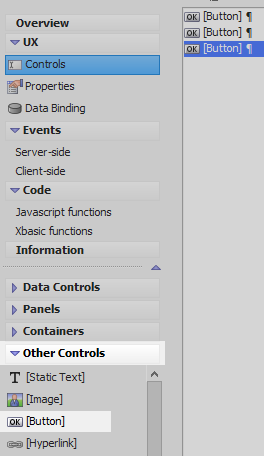 Overview
UX
Controls
Properties
Data Binding
Events
Server-side
Client-side
Code
Javascript functions
Xbasic functions
Information
Data Controls
Panels
Containers
Other Controls
T [Static Text]
[Image]
OK [Button]
[Hyperlink]
OK [Button] ¶
OK [Button] ¶
OK [Button] ¶